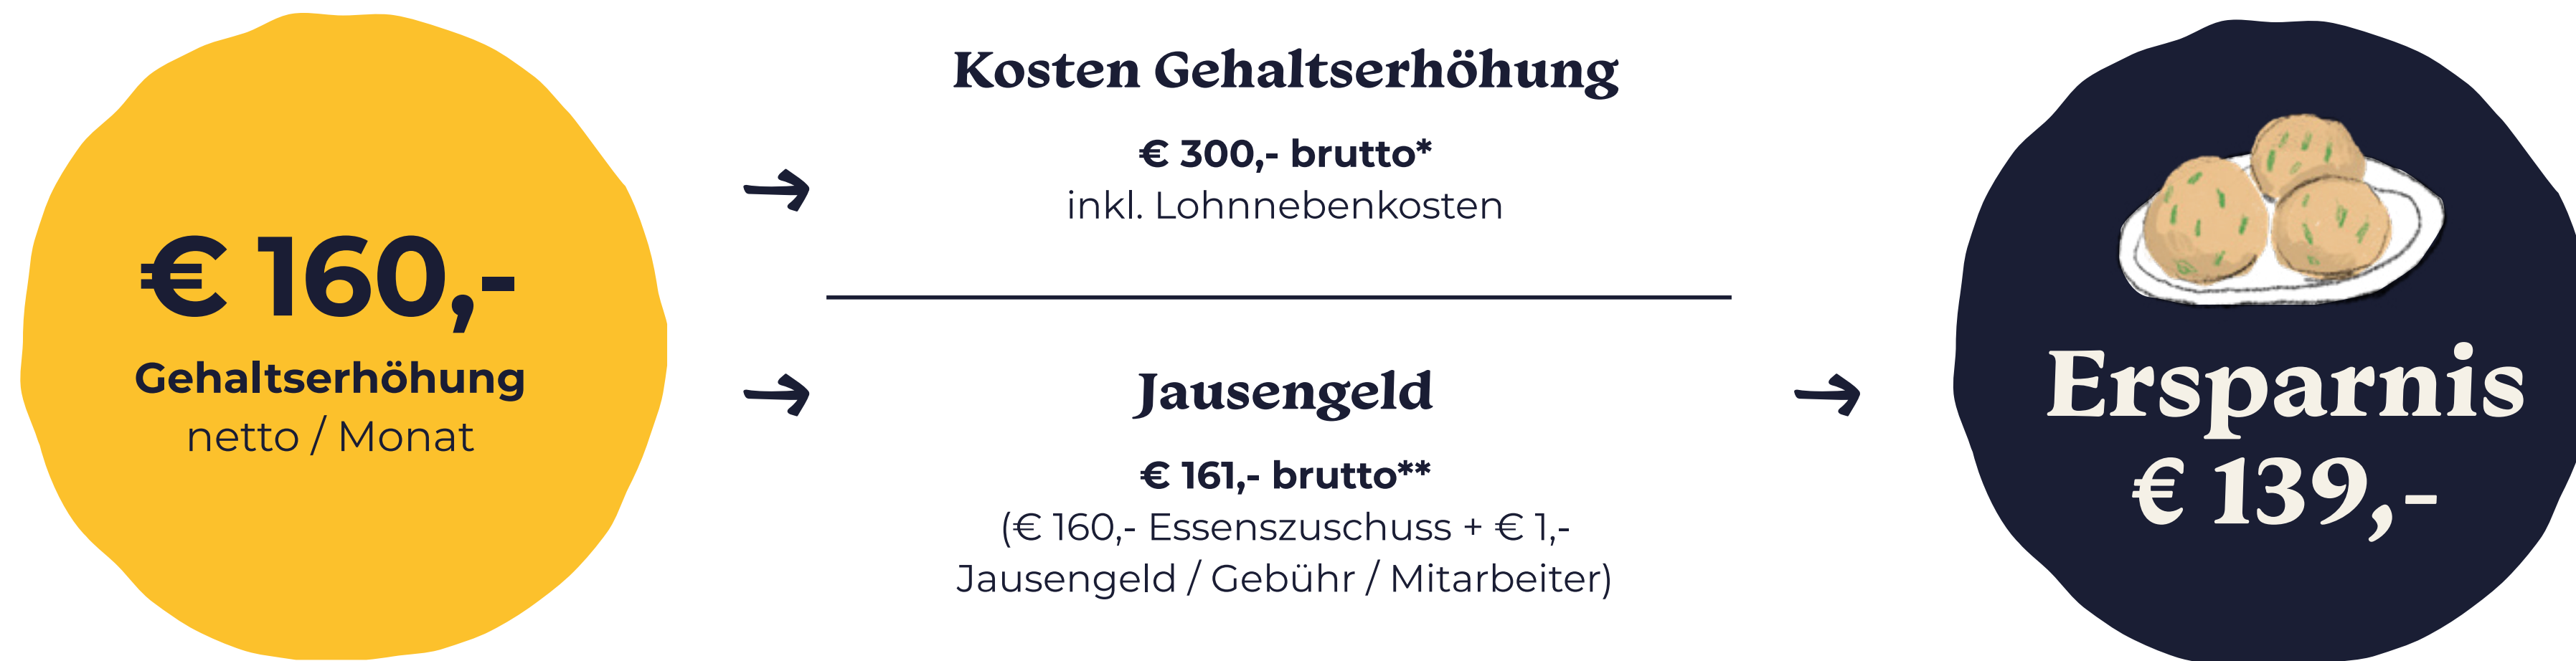 € 160,-
Gehaltserhöhung
netto / Monat
Kosten Gehaltserhöhung
€ 300,- brutto*
inkl. Lohnnebenkosten
Jausengeld
€ 161,- brutto**
(€ 160,- Essenszuschuss + € 1,-
Jausengeld / Gebühr / Mitarbeiter)
Ersparnis
€ 139,-